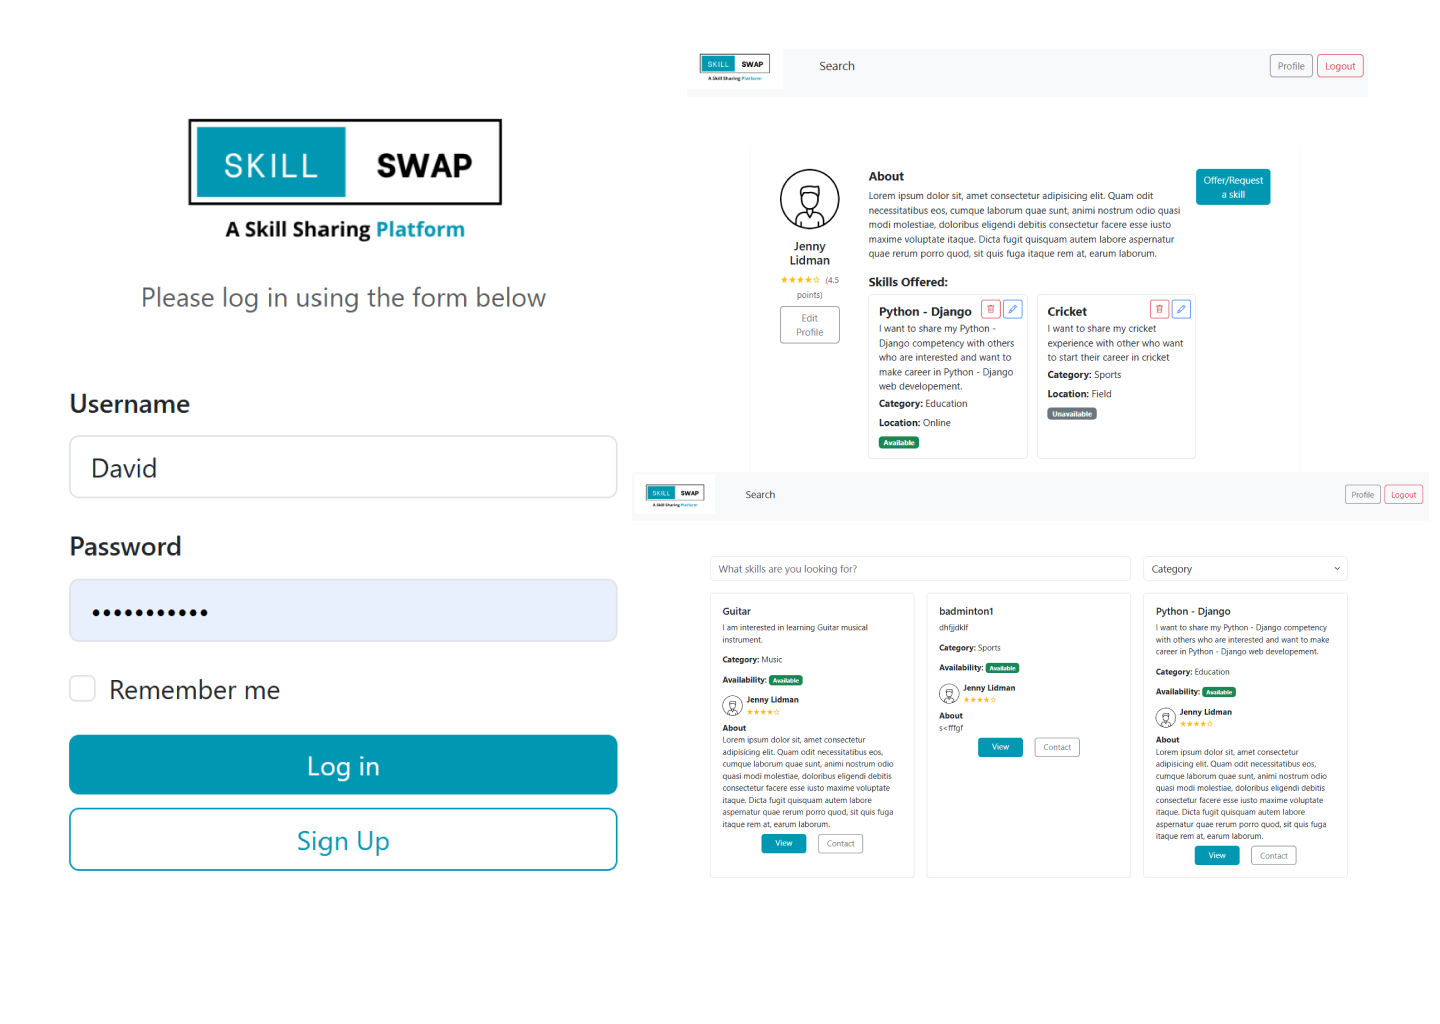 SKILL SWAP
A Skill Sharing Platform
Please log in using the form below
Username
David
Password
•••••••••••
Remember me
Log in
Sign Up
SKILL SWAP
A Skill Sharing Platform
Search
Profile
Logout
Jenny
Lidman
★★★★☆ (4.5
points)
Edit
Profile
About
Lorem ipsum dolor sit, amet consectetur adipisicing elit. Quam odit
necessitatibus eos, cumque laborum quae sunt, animi nostrum odio quasi
modi molestiae, doloribus eligendi debitis consectetur facere esse iusto
maxime voluptate itaque. Dicta fugit quisquam autem labore aspernatur
quae rerum porro quod, sit quis fuga itaque rem at, earum laborum.
Offer/Request
a skill
Skills Offered:
Python - Django
I want to share my Python -
Django competency with others
who are interested and want to
make career in Python - Django
web developement.
Category: Education
Location: Online
Available
Cricket
I want to share my cricket
experience with other who want
to start their career in cricket
Category: Sports
Location: Field
Unavailable
SKILL SWAP
A Skill Sharing Platform
Search
Profile
Logout
What skills are you looking for?
Category
Guitar
I am interested in learning Guitar musical
instrument.
Category: Music
Availability: Available
Jenny Lidman
★★★★☆
About
Lorem ipsum dolor sit, amet consectetur
adipisicing elit. Quam odit necessitatibus eos,
cumque laborum quae sunt, animi nostrum odio
quasi modi molestiae, doloribus eligendi debitis
consectetur facere esse iusto maxime voluptate
itaque. Dicta fugit quisquam autem labore
aspernatur quae rerum porro quod, sit quis fuga
itaque rem at, earum laborum.
View
Contact
badminton1
dhfjjdklf
Category: Sports
Availability: Available
Jenny Lidman
★★★★☆
About
s<fffgf
View
Contact
Python - Django
I want to share my Python - Django competency
with others who are interested and want to make
career in Python - Django web developement.
Category: Education
Availability: Available
Jenny Lidman
★★★★☆
About
Lorem ipsum dolor sit, amet consectetur
adipisicing elit. Quam odit necessitatibus eos,
cumque laborum quae sunt, animi nostrum odio
quasi modi molestiae, doloribus eligendi debitis
consectetur facere esse iusto maxime voluptate
itaque. Dicta fugit quisquam autem labore
aspernatur quae rerum porro quod, sit quis fuga
itaque rem at, earum laborum.
View
Contact